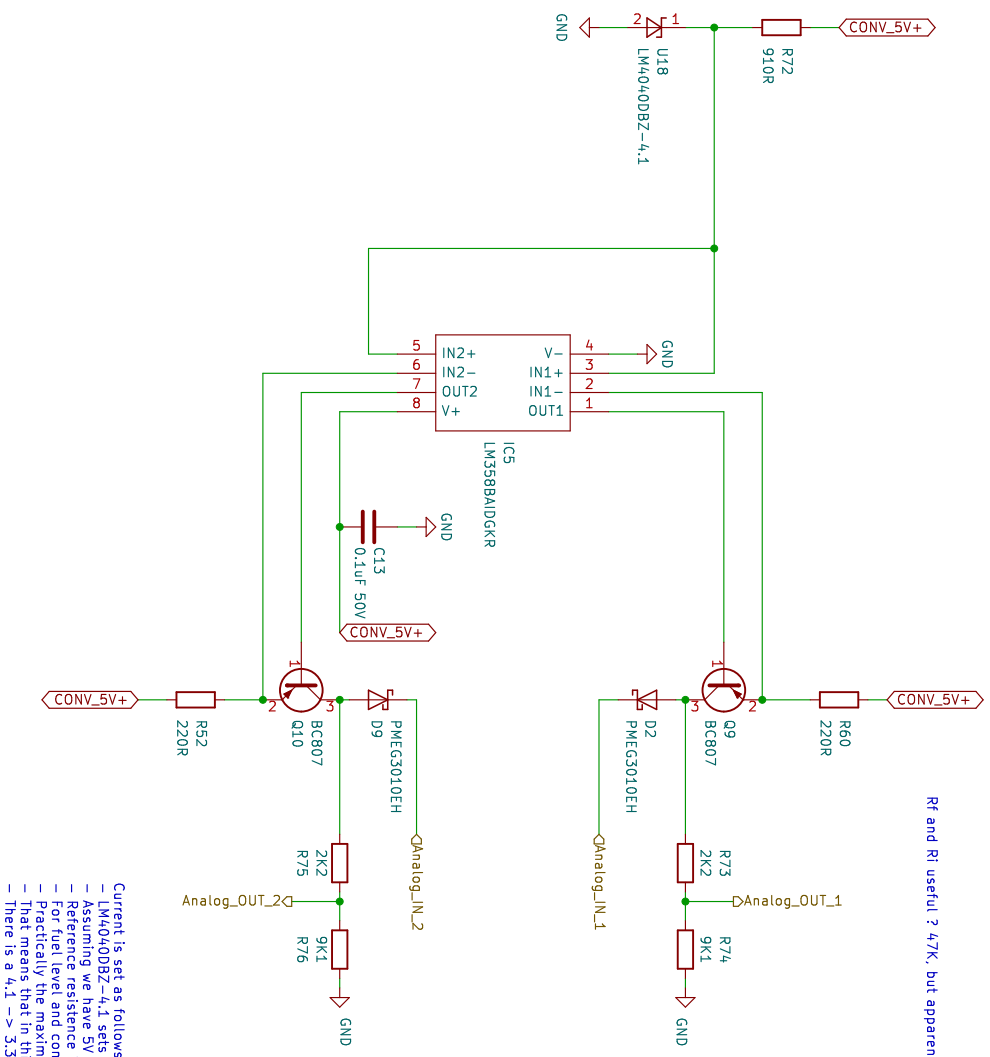 CONV_5V+
R72
910R
1
2
GND
U18
LM4040DBZ-4.1
5
6
7
8
IN2+
IN2-
OUT2
V+
V-
IN1+
IN1-
OUT1
4
3
2
1
GND
IC5
LM358BAIDGKR
GND
C13
0.1uF 50V
CONV_5V+
CONV_5V+
R52
220R
1
2
3
Q10
BC807
D9
PMEG3010EH
Analog_IN_2
2K2
R75
Analog_OUT_2
9K1
R76
GND
1
3
2
Q9
BC807
D2
PMEG3010EH
CONV_5V+
R60
220R
Analog_IN_1
R73
2K2
Analog_OUT_1
R74
9K1
GND
Rf and Ri useful ? 47K, but apparen
Current is set as follows
- LM4040DBZ-4.1 sets
- Assuming we have 5V
- Reference resistence
- For fuel level and con
- Practically the maxim
- That means that in th
- There is a 4.1 -> 3.3